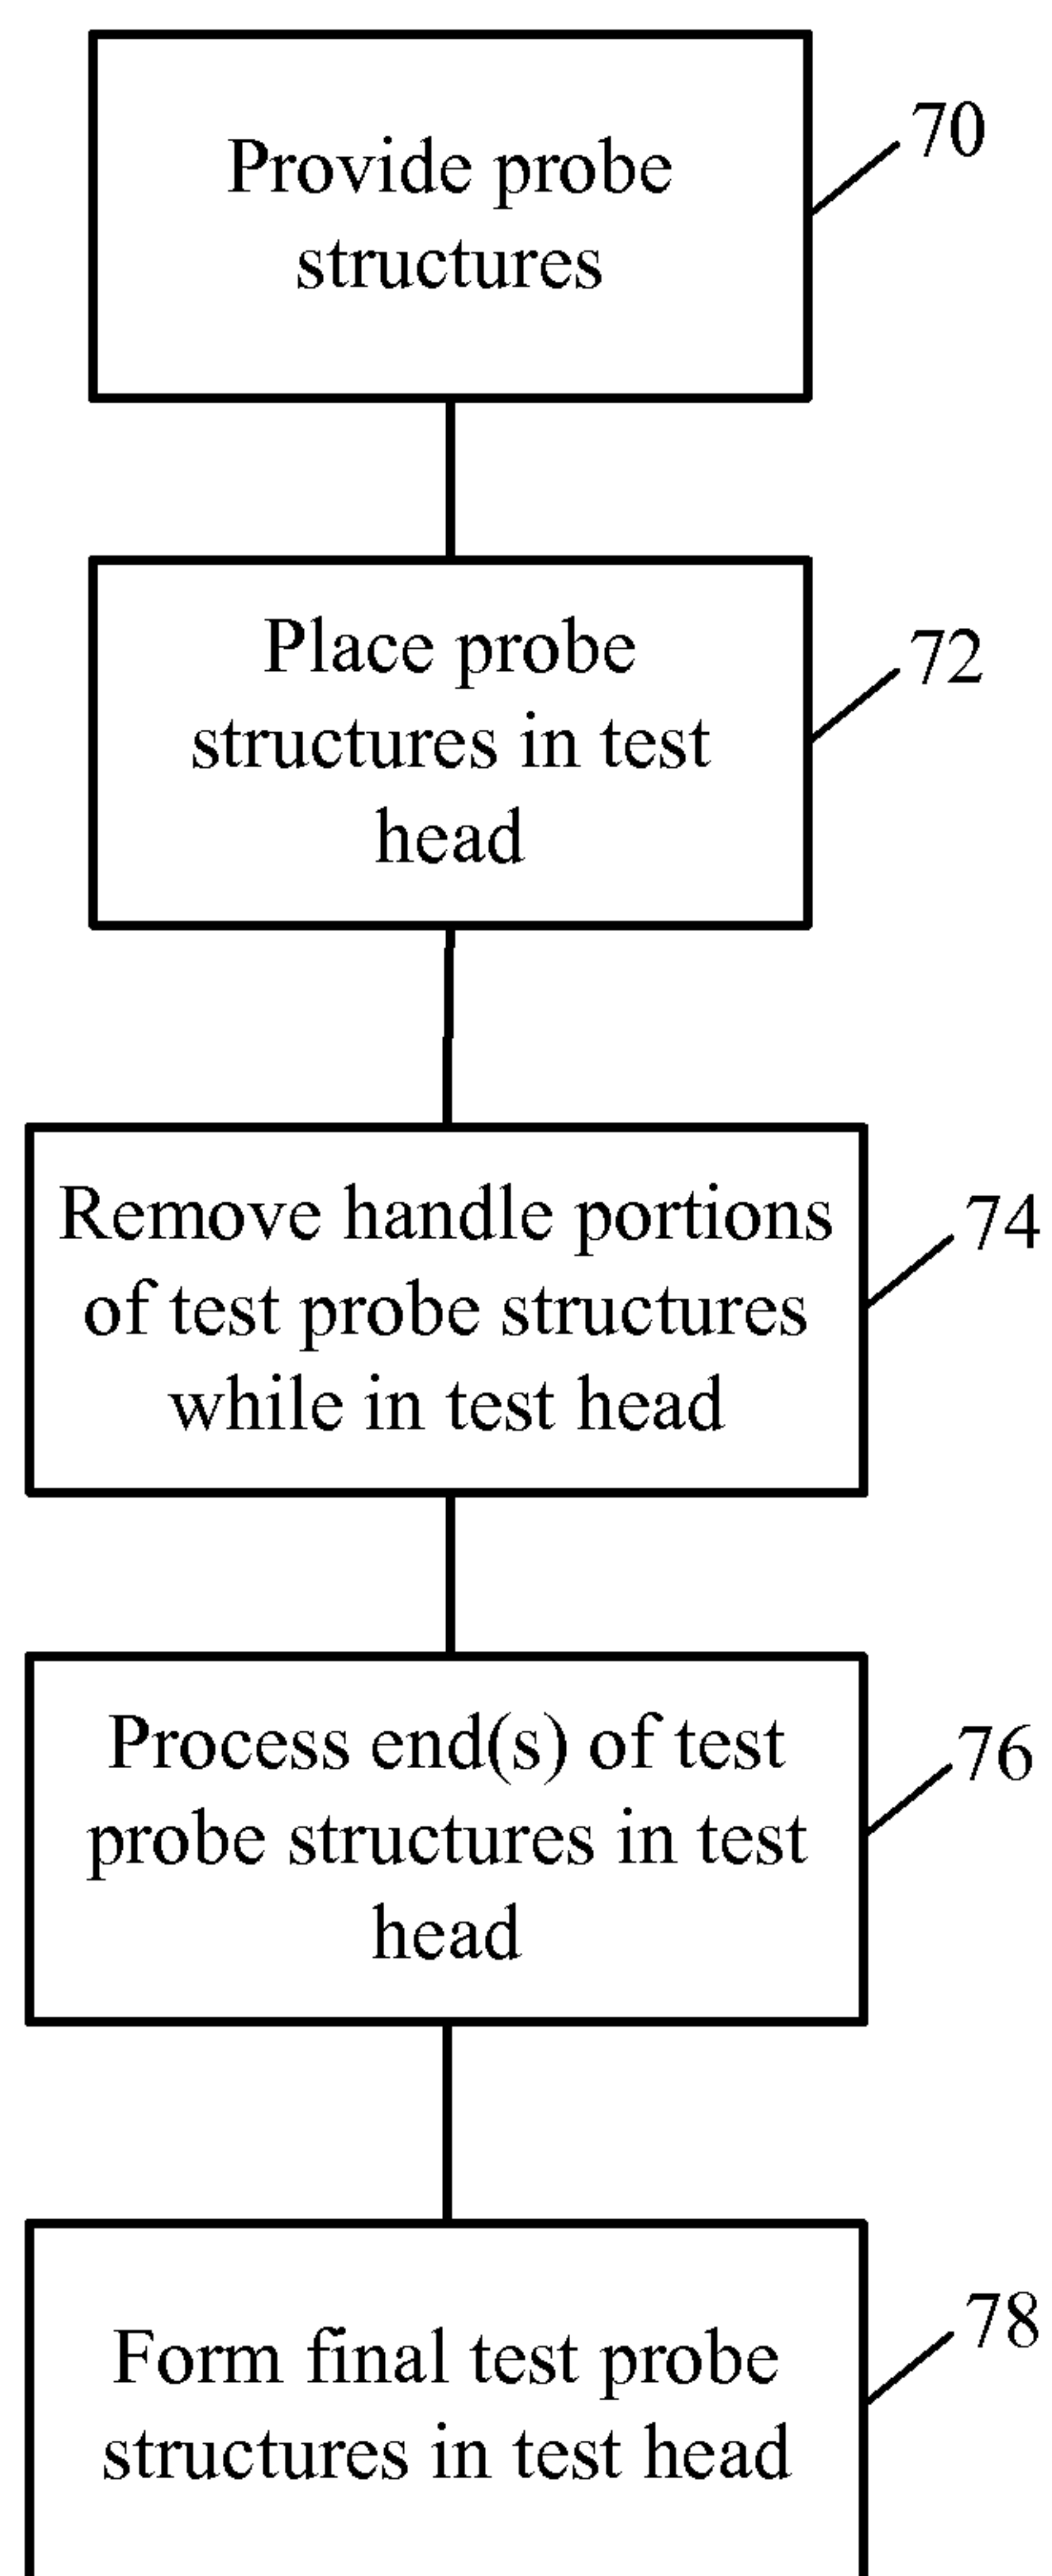 Provide probe
structures
70
Place probe
structures in test
head
72
Remove handle portions
of test probe structures
while in test head
74
Process end(s) of test
probe structures in test
head
76
Form final test probe
structures in test head
78